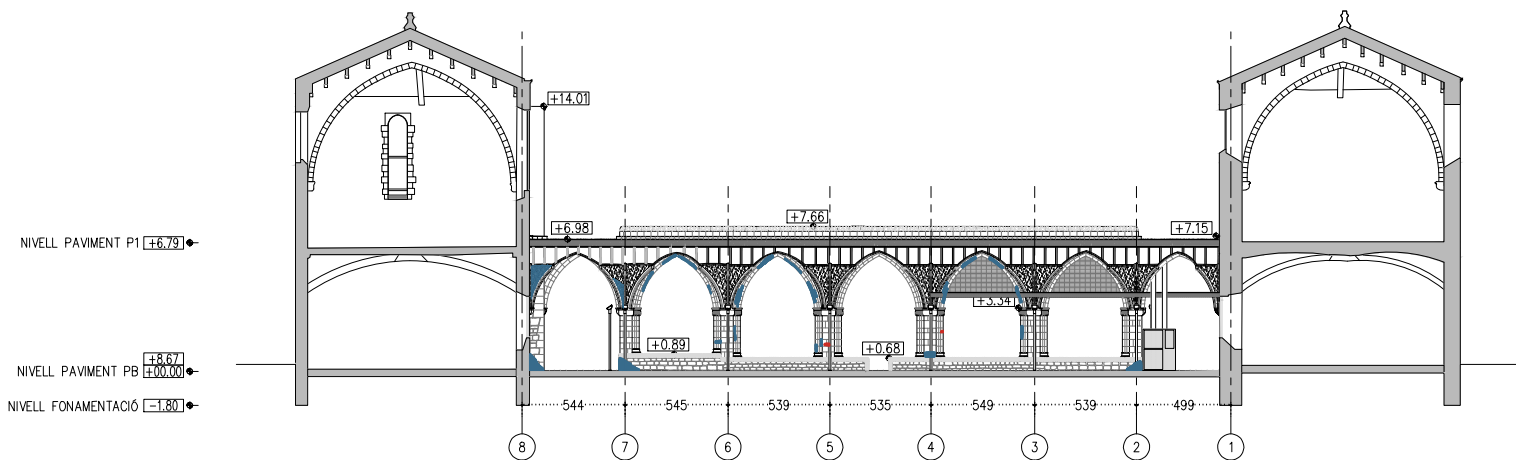 +14.01
+7.66
+6.98
+7.15
NIVELL PAVIMENT P1 +6.79
+3.34
+0.89
+0.68
+8.67
NIVELL PAVIMENT PB +00.00
NIVELL FONAMENTACIÓ -1.80
544 545 539 535 549 539 499
8 7 6 5 4 3 2 1